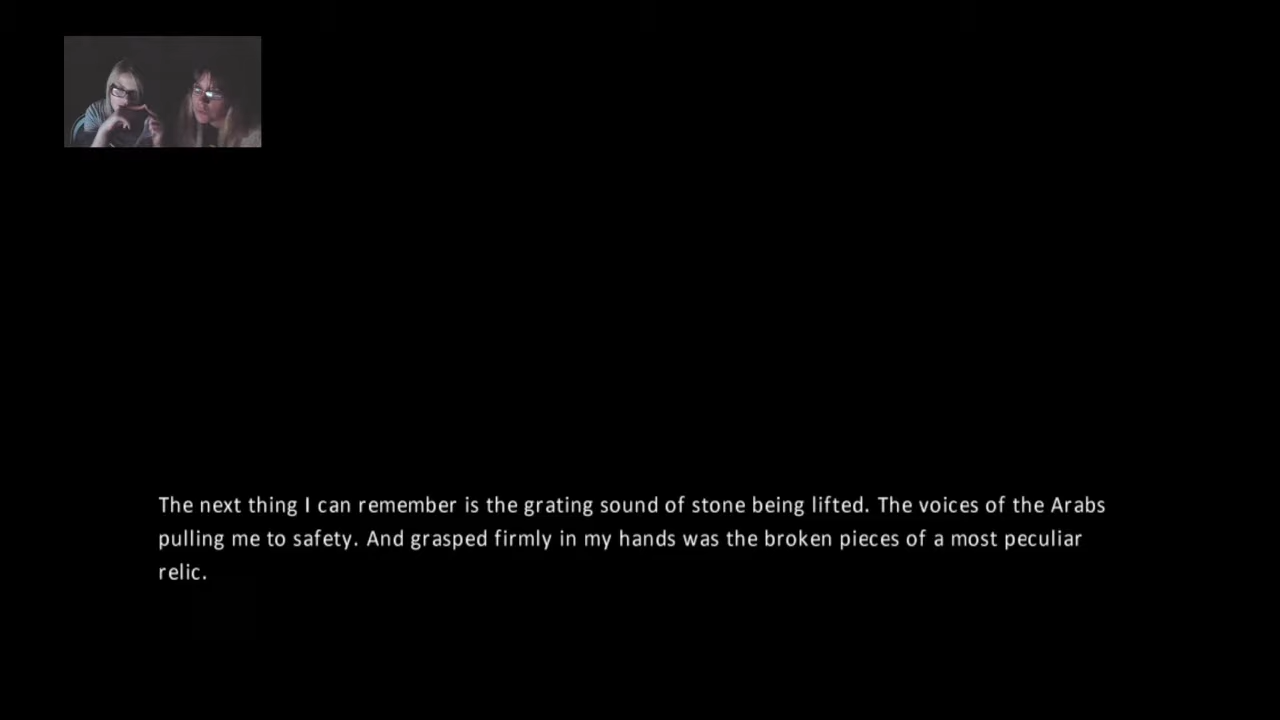 The next thing I can remember is the grating sound of stone being lifted. The voices of the Arabs
pulling me to safety. And grasped firmly in my hands was the broken pieces of a most peculiar
relic.